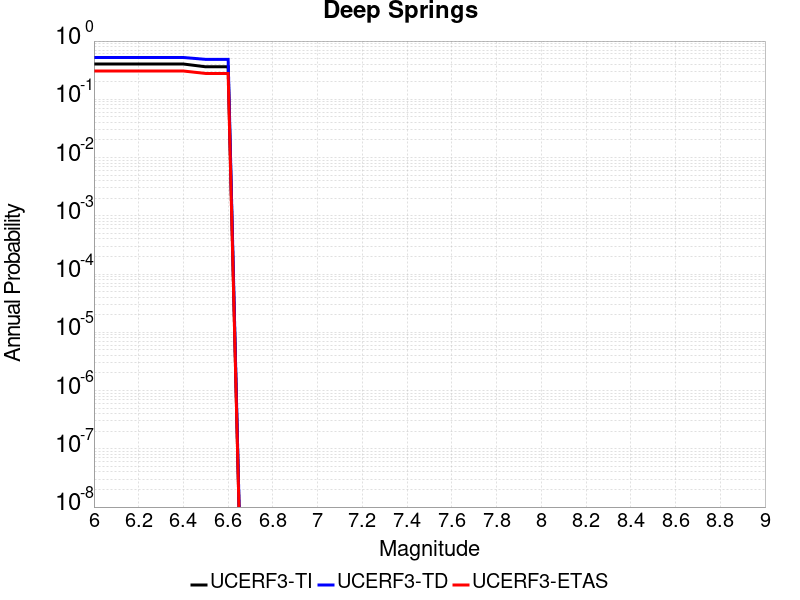 Deep Springs
Annual Probability
10^0
10^-1
10^-2
10^-3
10^-4
10^-5
10^-6
10^-7
10^-8
6 6.2 6.4 6.6 6.8 7 7.2 7.4 7.6 7.8 8 8.2 8.4 8.6 8.8 9
Magnitude
UCERF3-TI UCERF3-TD UCERF3-ETAS